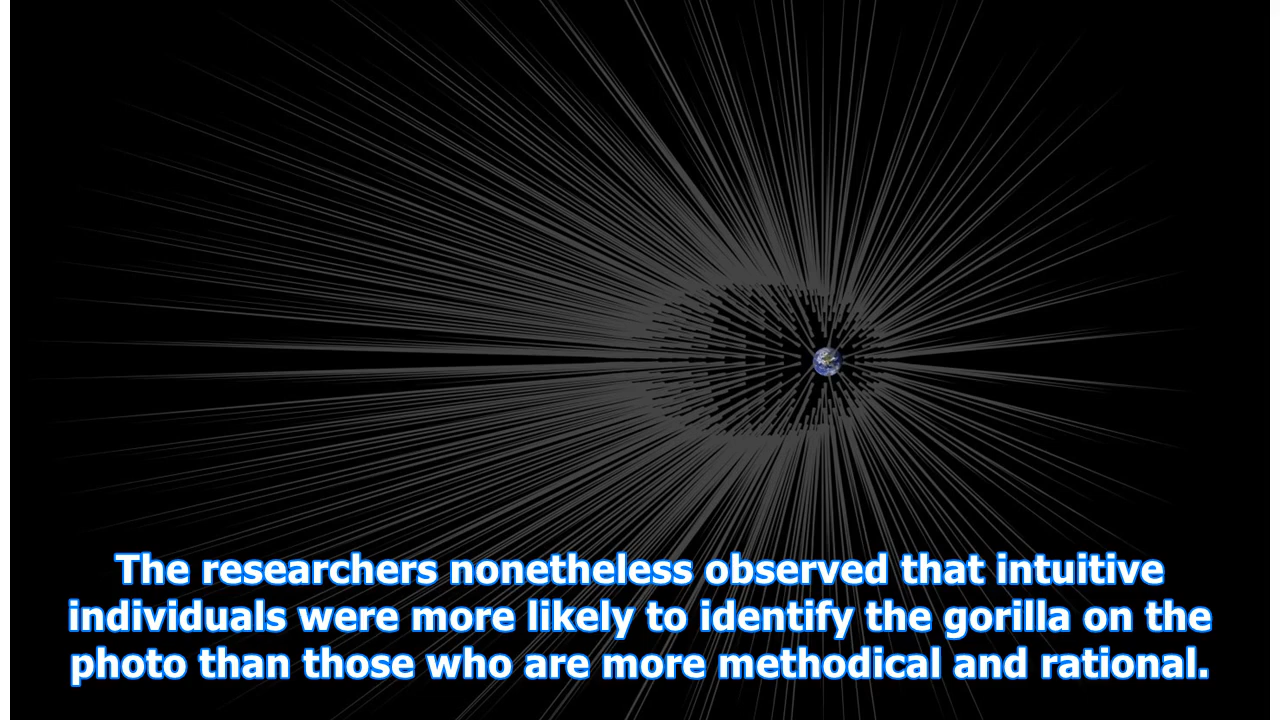 The researchers nonetheless observed that intuitive
individuals were more likely to identify the gorilla on the
photo than those who are more methodical and rational.